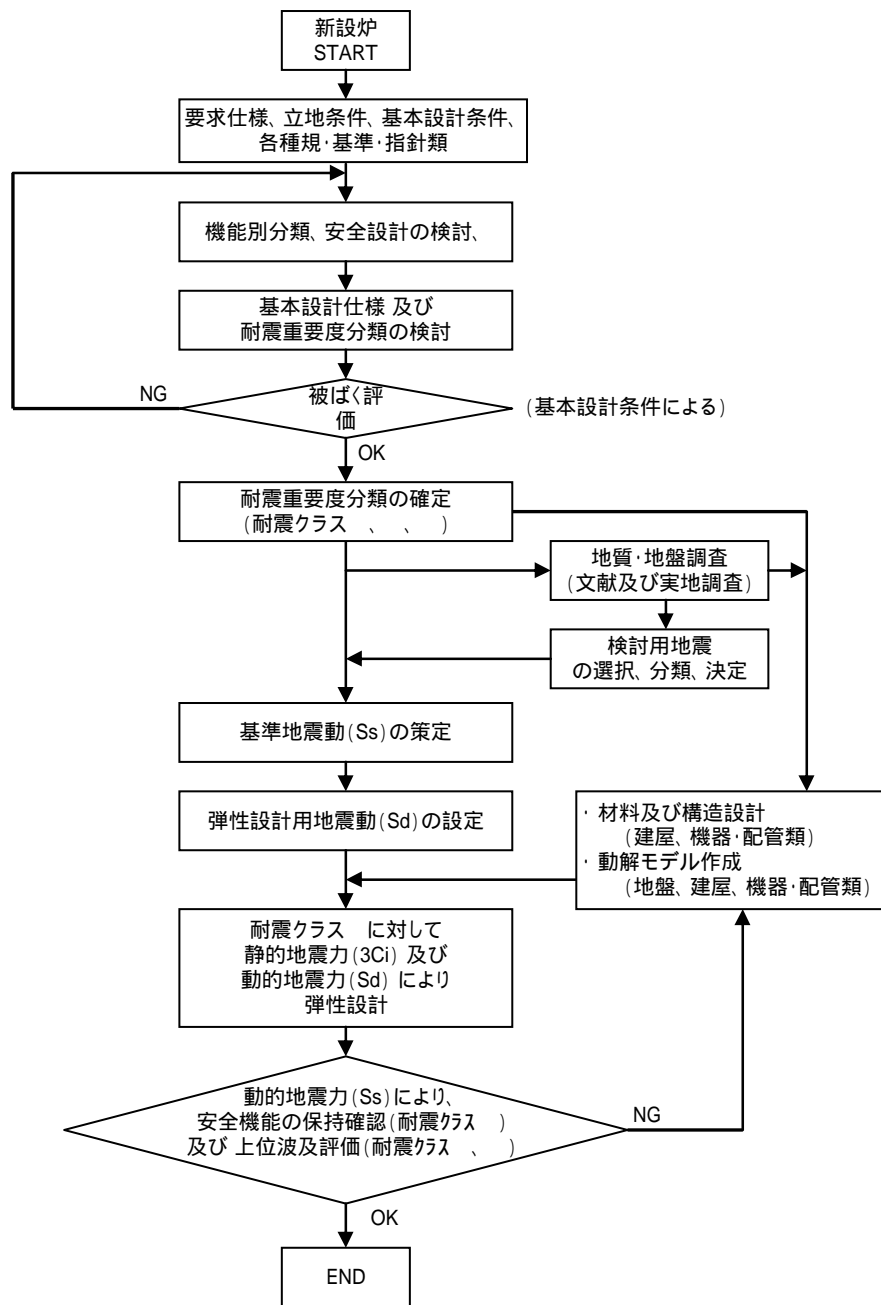 新設炉
START
要求仕様、立地条件、基本設計条件、
各種規・基準・指針類
機能別分類、安全設計の検討、
基本設計仕様 及び
耐震重要度分類の検討
NG
被ばく評
価
(基本設計条件による)
OK
耐震重要度分類の確定
(耐震クラス 、 、 )
地質・地盤調査
(文献及び実地調査)
検討用地震
の選択、分類、決定
基準地震動(Ss)の策定
弾性設計用地震動(Sd)の設定
・ 材料及び構造設計
(建屋、機器・配管類)
・ 動解モデル作成
(地盤、建屋、機器・配管類)
耐震クラス に対して
静的地震力(3Ci) 及び
動的地震力(Sd) により
弾性設計
動的地震力(Ss)により、
安全機能の保持確認(耐震クラス )
及び 上位波及評価(耐震クラス 、 )
NG
OK
END